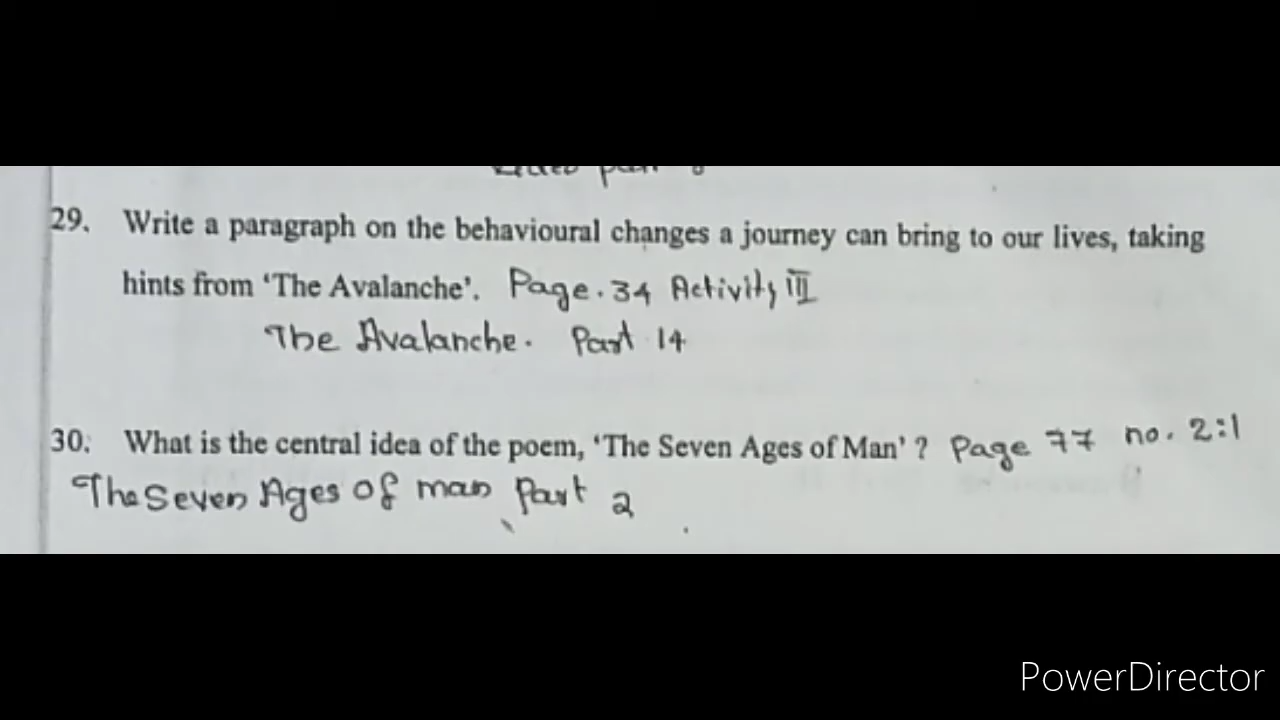 29. Write a paragraph on the behavioural changes a journey can bring to our lives, taking
hints from ‘The Avalanche’. Page. 34 Activity III
The Avalanche. Part 14
30. What is the central idea of the poem, ‘The Seven Ages of Man’ ? Page 77 no. 2:1
The Seven Ages Of man Part 2
PowerDirector